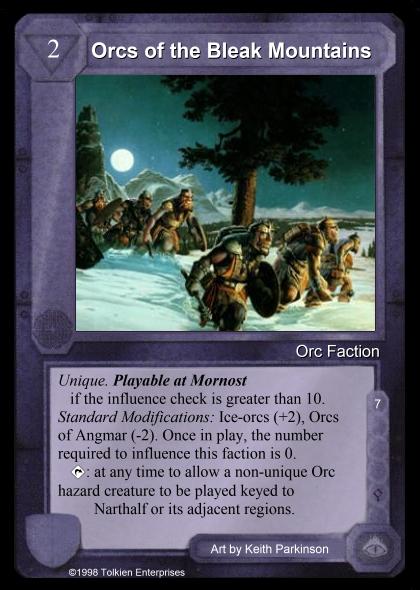 2
Orcs of the Bleak Mountains
Orc Faction
Unique. Playable at Mornost
if the influence check is greater than 10.
Standard Modifications: Ice-orcs (+2), Orcs
of Angmar (-2). Once in play, the number
required to influence this faction is 0.
: at any time to allow a non-unique Orc
hazard creature to be played keyed to
Narthalf or its adjacent regions.
7
Art by Keith Parkinson
©1998 Tolkien Enterprises